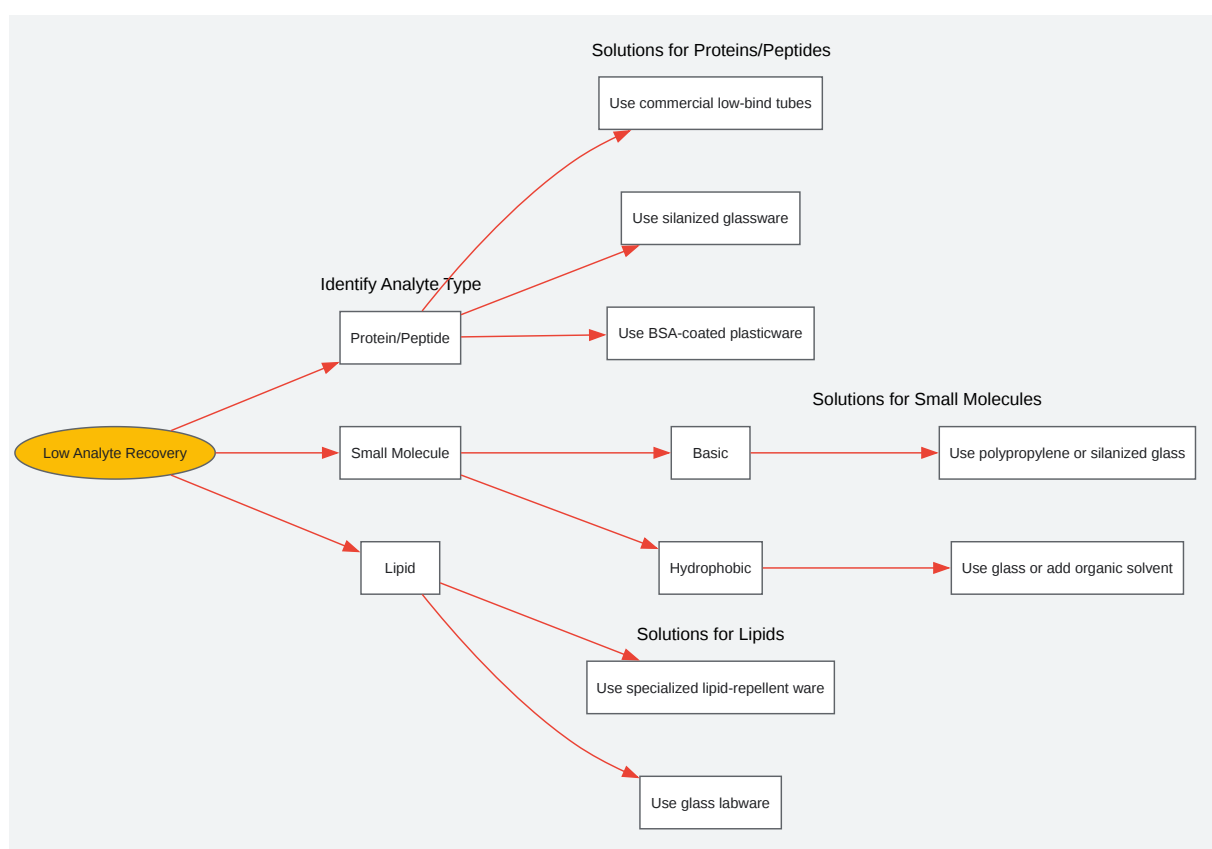 Solutions for Proteins/Peptides
Use commercial low-bind tubes
Use silanized glassware
Identify Analyte Type
Protein/Peptide
Use BSA-coated plasticware
Solutions for Small Molecules
Low Analyte Recovery
Small Molecule
Basic
Use polypropylene or silanized glass
Lipid
Hydrophobic
Use glass or add organic solvent
Solutions for Lipids
Use specialized lipid-repellent ware
Use glass labware